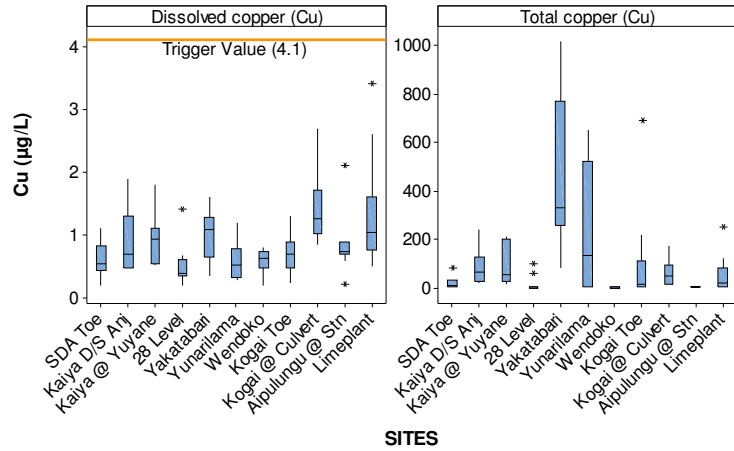 Dissolved copper (Cu)
Total copper (Cu)
Trigger Value (4.1)
Cu (µg/L)
4
3
2
1
0
1000
800
600
400
200
0
SDA Toe
Kaiya D/S Anj
Kaiya @ Yuyane
28 Level
Yakatabari
Yunarilama
Wendoko
Kogai Toe
Kogai @ Culvert
Aipulungu @ Stn
Limeplant
SDA Toe
Kaiya D/S Anj
Kaiya @ Yuyane
28 Level
Yakatabari
Yunarilama
Wendoko
Kogai Toe
Kogai @ Culvert
Aipulungu @ Stn
Limeplant
SITES